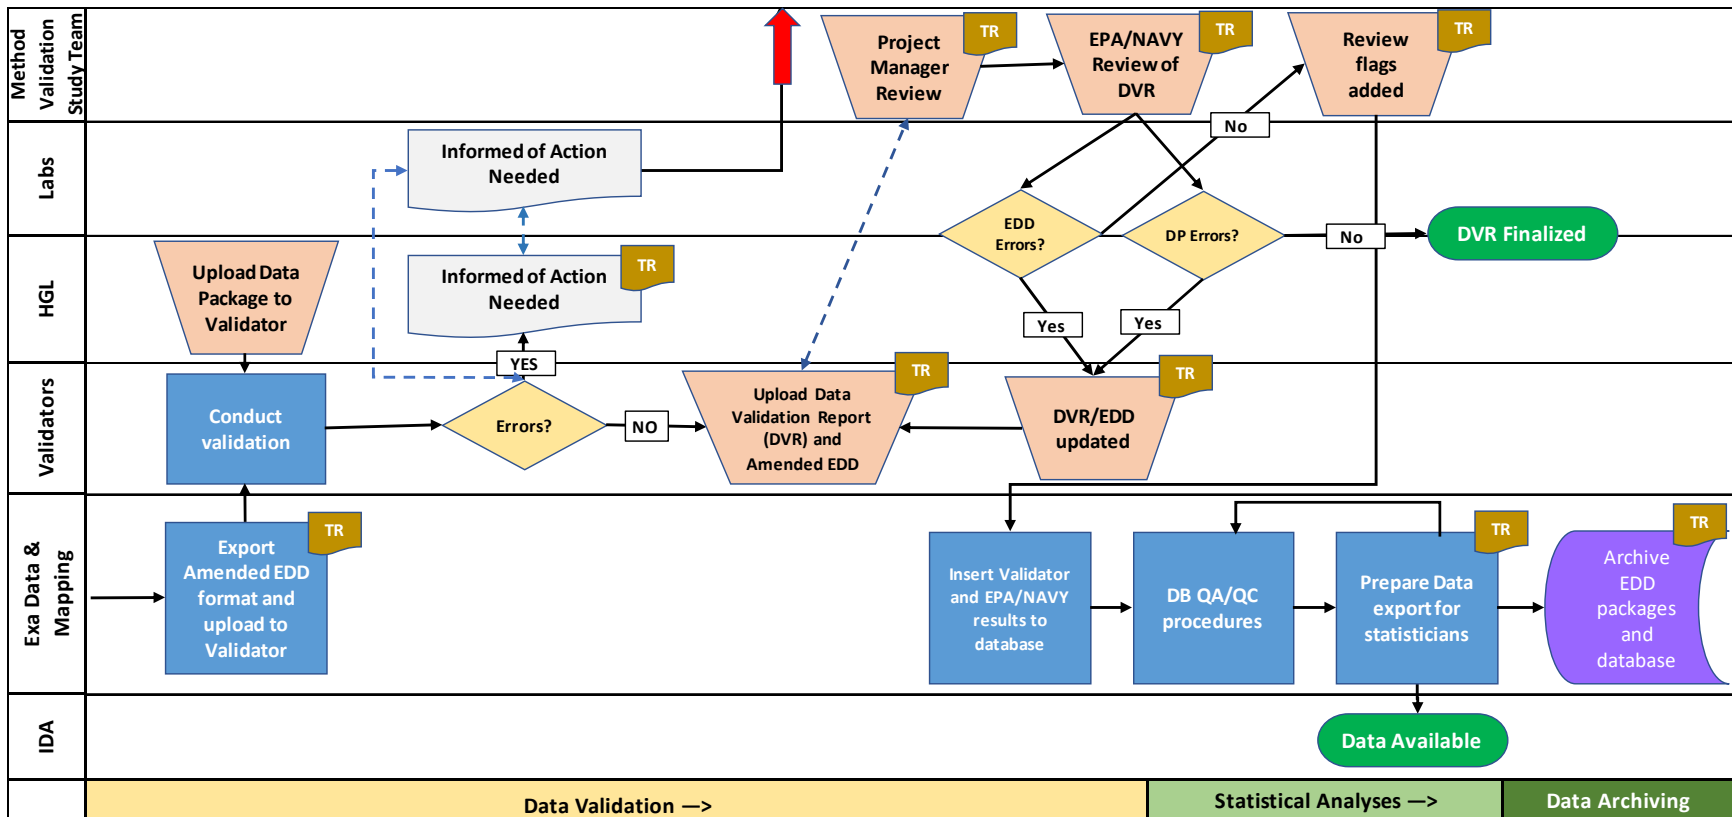 Method
Validation
Study Team
Project
Manager
Review
TR
EPA/NAVY
Review of
DVR
TR
Review
flags
added
TR
No
Labs
Informed of Action
Needed
EDD
Errors?
DP Errors?
No
DVR Finalized
HGL
Upload Data
Package to
Validator
Informed of Action
Needed
TR
Yes
Yes
YES
Validators
Conduct
validation
Errors?
NO
Upload Data
Validation Report
(DVR) and
Amended EDD
TR
DVR/EDD
updated
TR
Exa Data &
Mapping
Export
Amended EDD
format and
upload to
Validator
TR
Insert Validator
and EPA/NAVY
results to
database
DB QA/QC
procedures
Prepare Data
export for
statisticians
TR
Archive
EDD
packages
and
database
TR
IDA
Data Available
Data Validation —>
Statistical Analyses —>
Data Archiving